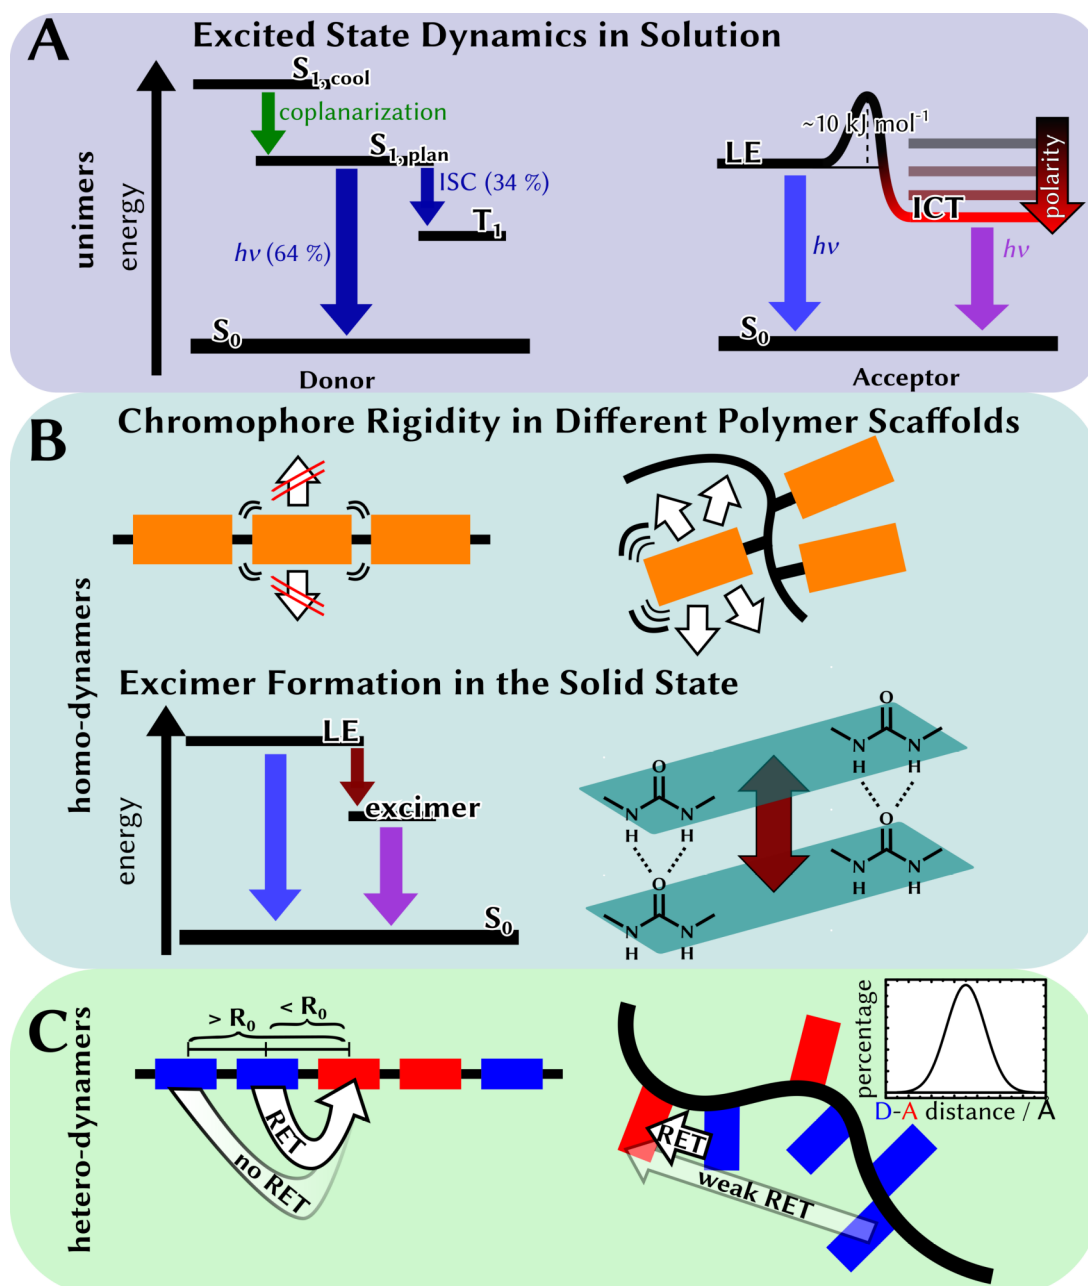 A
Excited State Dynamics in Solution
unimers
energy
S1,cool
coplanarization
S1,plan
ISC (34 %)
T1
hν (64 %)
S0
Donor
~10 kJ mol⁻¹
LE
ICT
polarity
hν
hν
S0
Acceptor
B
Chromophore Rigidity in Different Polymer Scaffolds
homo-dynamers
Excimer Formation in the Solid State
energy
LE
excimer
S0
O
N
H
N
H
O
N
H
N
H
O
N
H
N
H
O
N
H
N
H
C
hetero-dynamers
> R0
< R0
RET
no RET
RET
weak RET
percentage
D-A distance / Å